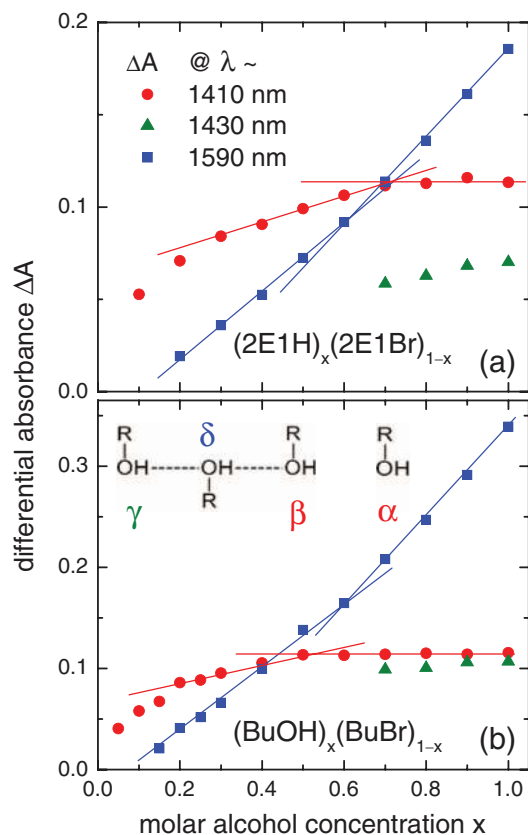 0.2
ΔA @ λ ~
1410 nm
1430 nm
1590 nm
0.1
(2E1H)x(2E1Br)1−x (a)
0.0
differential absorbance ΔA
R δ R R
OH OH OH OH
R
γ β α
0.3
0.2
0.1
(BuOH)x(BuBr)1−x (b)
0.0
0.0 0.2 0.4 0.6 0.8 1.0
molar alcohol concentration x